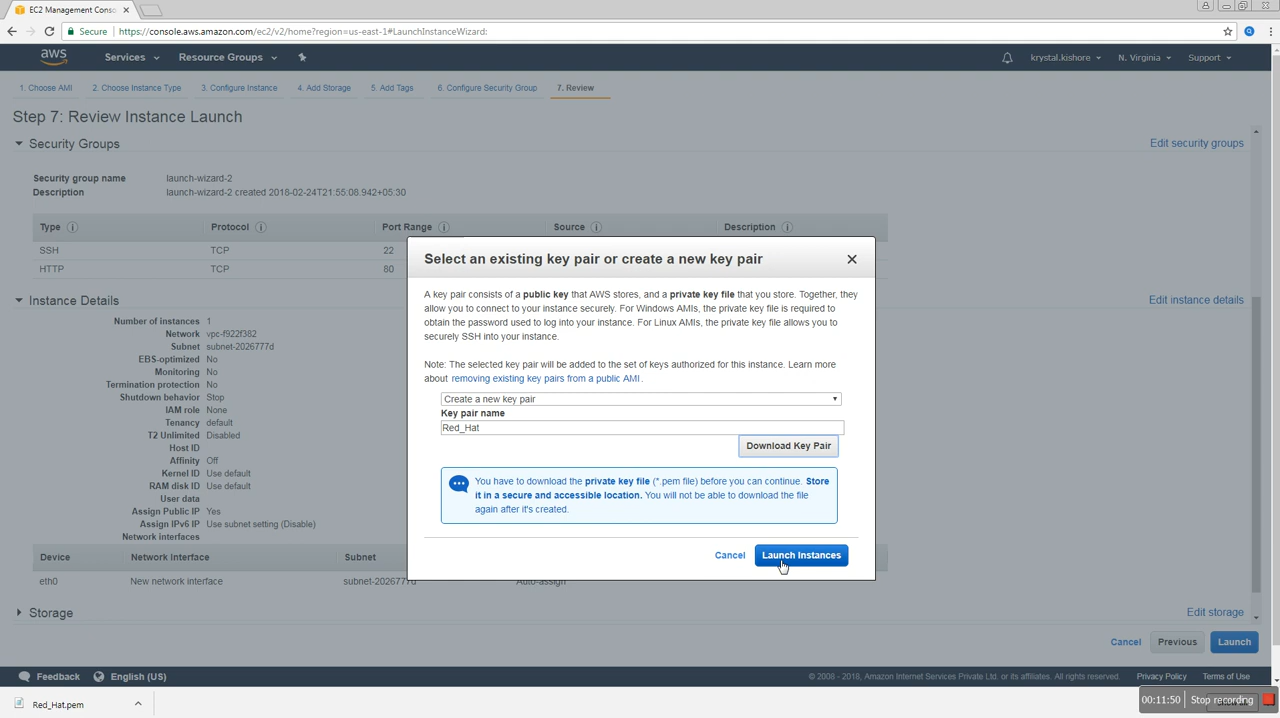 EC2 Management Conso
Secure
https://console.aws.amazon.com/ec2/v2/home?region=us-east-1#LaunchInstanceWizard:
aws Services Resource Groups krystal.kishore N. Virginia Support
1. Choose AMI 2. Choose Instance Type 3. Configure Instance 4. Add Storage 5. Add Tags 6. Configure Security Group 7. Review
Step 7: Review Instance Launch
Security Groups Edit security groups
Security group name launch-wizard-2
Description launch-wizard-2 created 2018-02-24T21:55:08.942+05:30
Type Protocol Port Range Source Description
SSH TCP 22
HTTP TCP 80
Instance Details Edit instance details
Number of instances 1
Network vpc-f922f382
Subnet subnet-2026777d
EBS-optimized No
Monitoring No
Termination protection No
Shutdown behavior Stop
IAM role None
Tenancy default
T2 Unlimited Disabled
Host ID
Affinity Off
Kernel ID Use default
RAM disk ID Use default
User data
Assign Public IP Yes
Assign IPv6 IP Use subnet setting (Disable)
Network interfaces
Device Network Interface Subnet
eth0 New network interface subnet-2026777d Auto-assign
Storage Edit storage
Select an existing key pair or create a new key pair
A key pair consists of a public key that AWS stores, and a private key file that you store. Together, they
allow you to connect to your instance securely. For Windows AMIs, the private key file is required to
obtain the password used to log into your instance. For Linux AMIs, the private key file allows you to
securely SSH into your instance.
Note: The selected key pair will be added to the set of keys authorized for this instance. Learn more
about removing existing key pairs from a public AMI.
Create a new key pair
Key pair name
Red_Hat
Download Key Pair
You have to download the private key file (*.pem file) before you can continue. Store
it in a secure and accessible location. You will not be able to download the file
again after it's created.
Cancel Launch Instances
Cancel Previous Launch
Feedback English (US) © 2008 - 2018, Amazon Internet Services Private Ltd. or its affiliates. All rights reserved. Privacy Policy Terms of Use
Red_Hat.pem
00:11:50 Stop recording